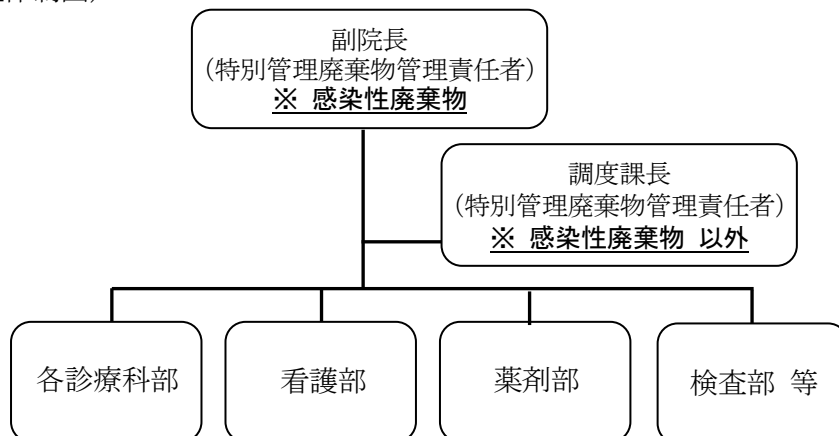 副院長
(特別管理廃棄物管理責任者)
※ 感染性廃棄物
調度課長
(特別管理廃棄物管理責任者)
※ 感染性廃棄物 以外
各診療科部
看護部
薬剤部
検査部 等